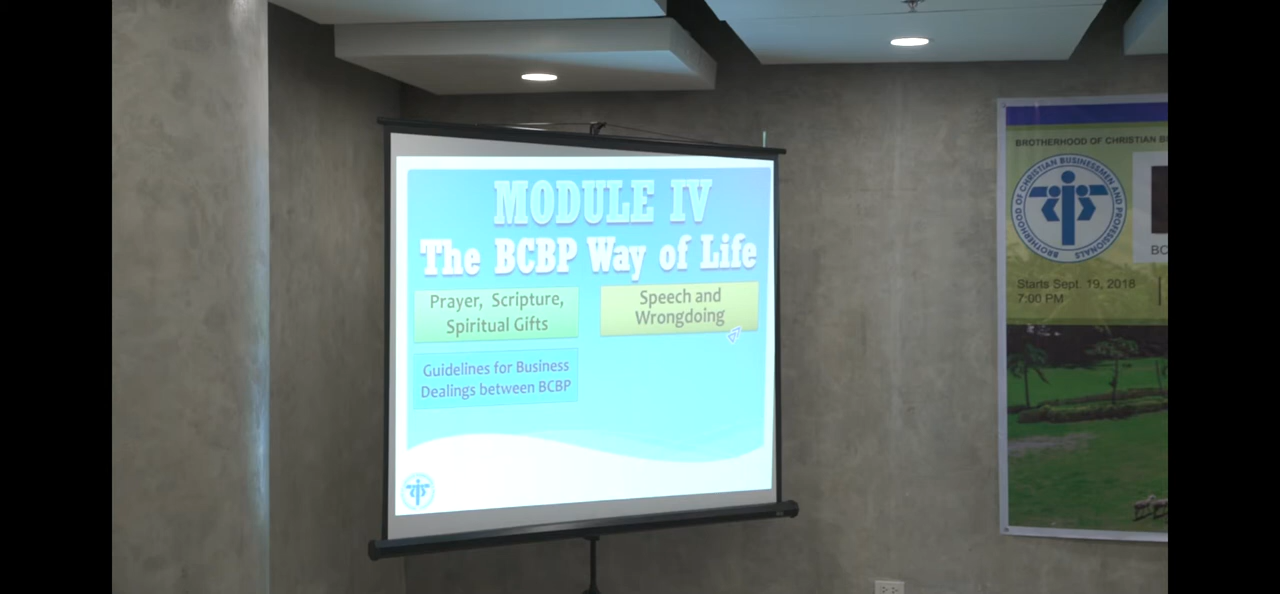 MODULE IV
The BCBP Way of Life
Prayer, Scripture,
Spiritual Gifts
Speech and
Wrongdoing
Guidelines for Business
Dealings between BCBP
BROTHERHOOD OF CHRISTIAN B
BROTHERHOOD OF CHRISTIAN BUSINESSMEN AND PROFESSIONALS
BC
Starts Sept. 19, 2018
7:00 PM